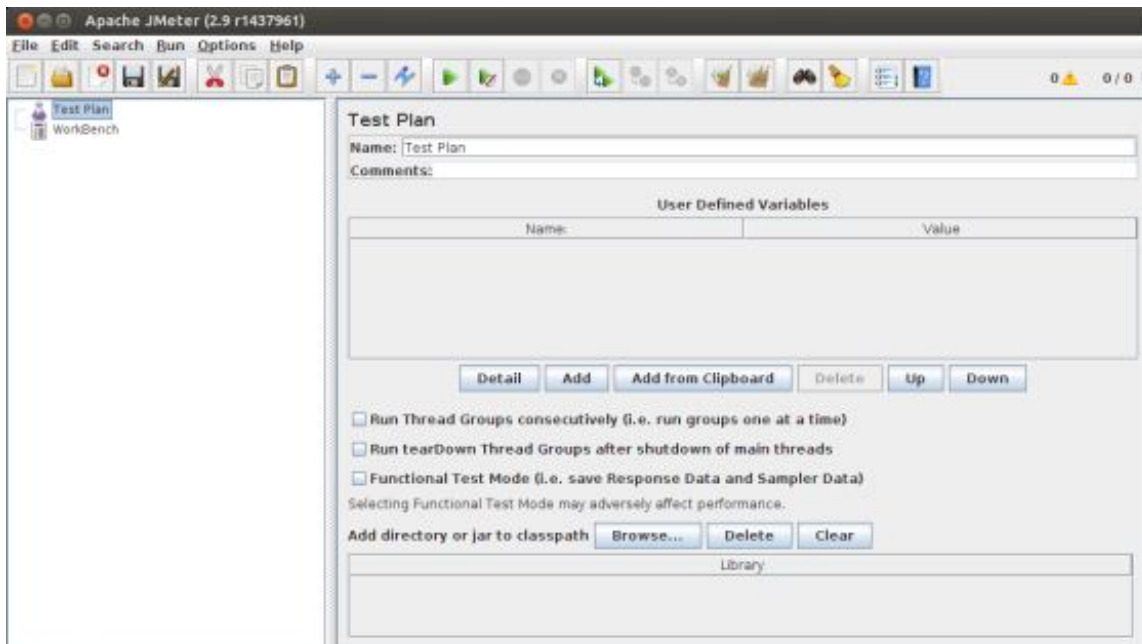 Apache JMeter (2.9 r1437961)
File Edit Search Run Options Help
0 0 / 0
Test Plan
WorkBench
Test Plan
Name: Test Plan
Comments:
User Defined Variables
Name: Value
Detail Add Add from Clipboard Delete Up Down
Run Thread Groups consecutively (i.e. run groups one at a time)
Run tearDown Thread Groups after shutdown of main threads
Functional Test Mode (i.e. save Response Data and Sampler Data)
Selecting Functional Test Mode may adversely affect performance.
Add directory or jar to classpath Browse... Delete Clear
Library